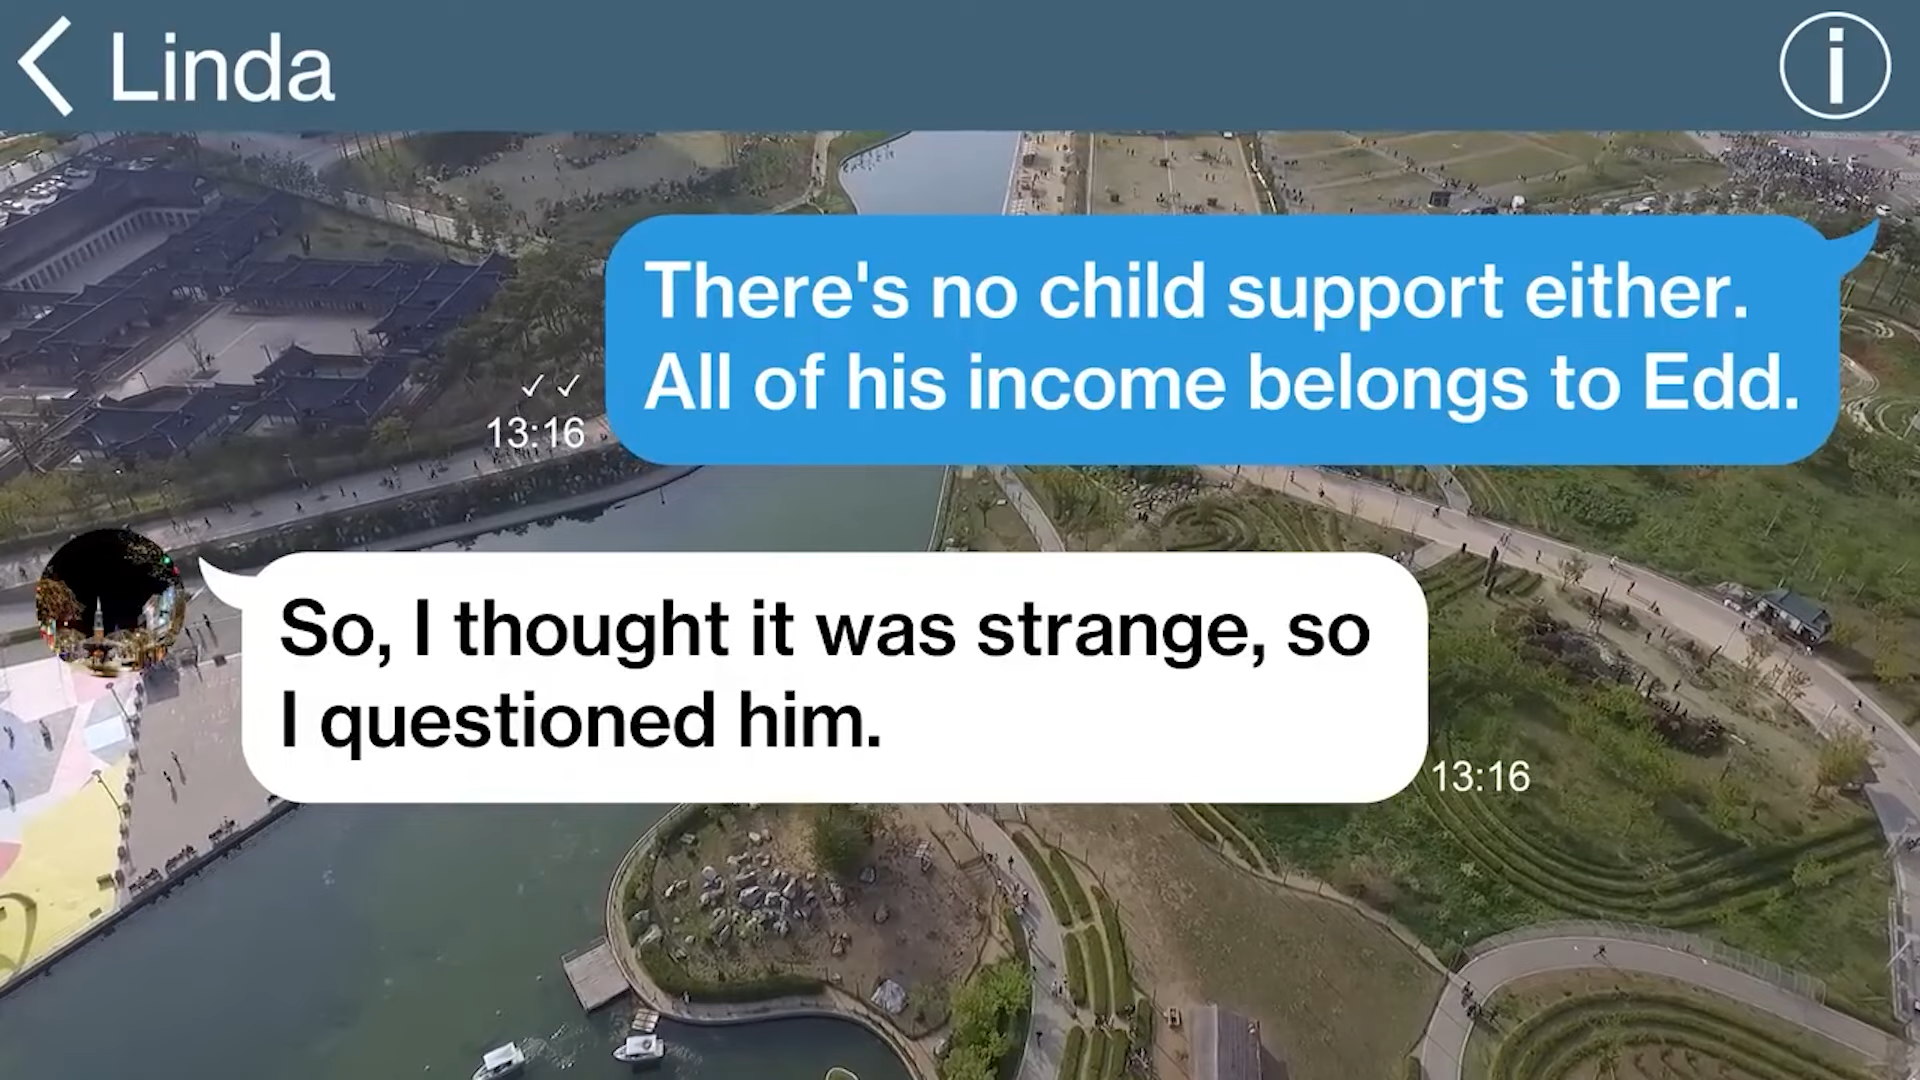 Linda
There's no child support either.
All of his income belongs to Edd.
13:16
So, I thought it was strange, so
I questioned him.
13:16